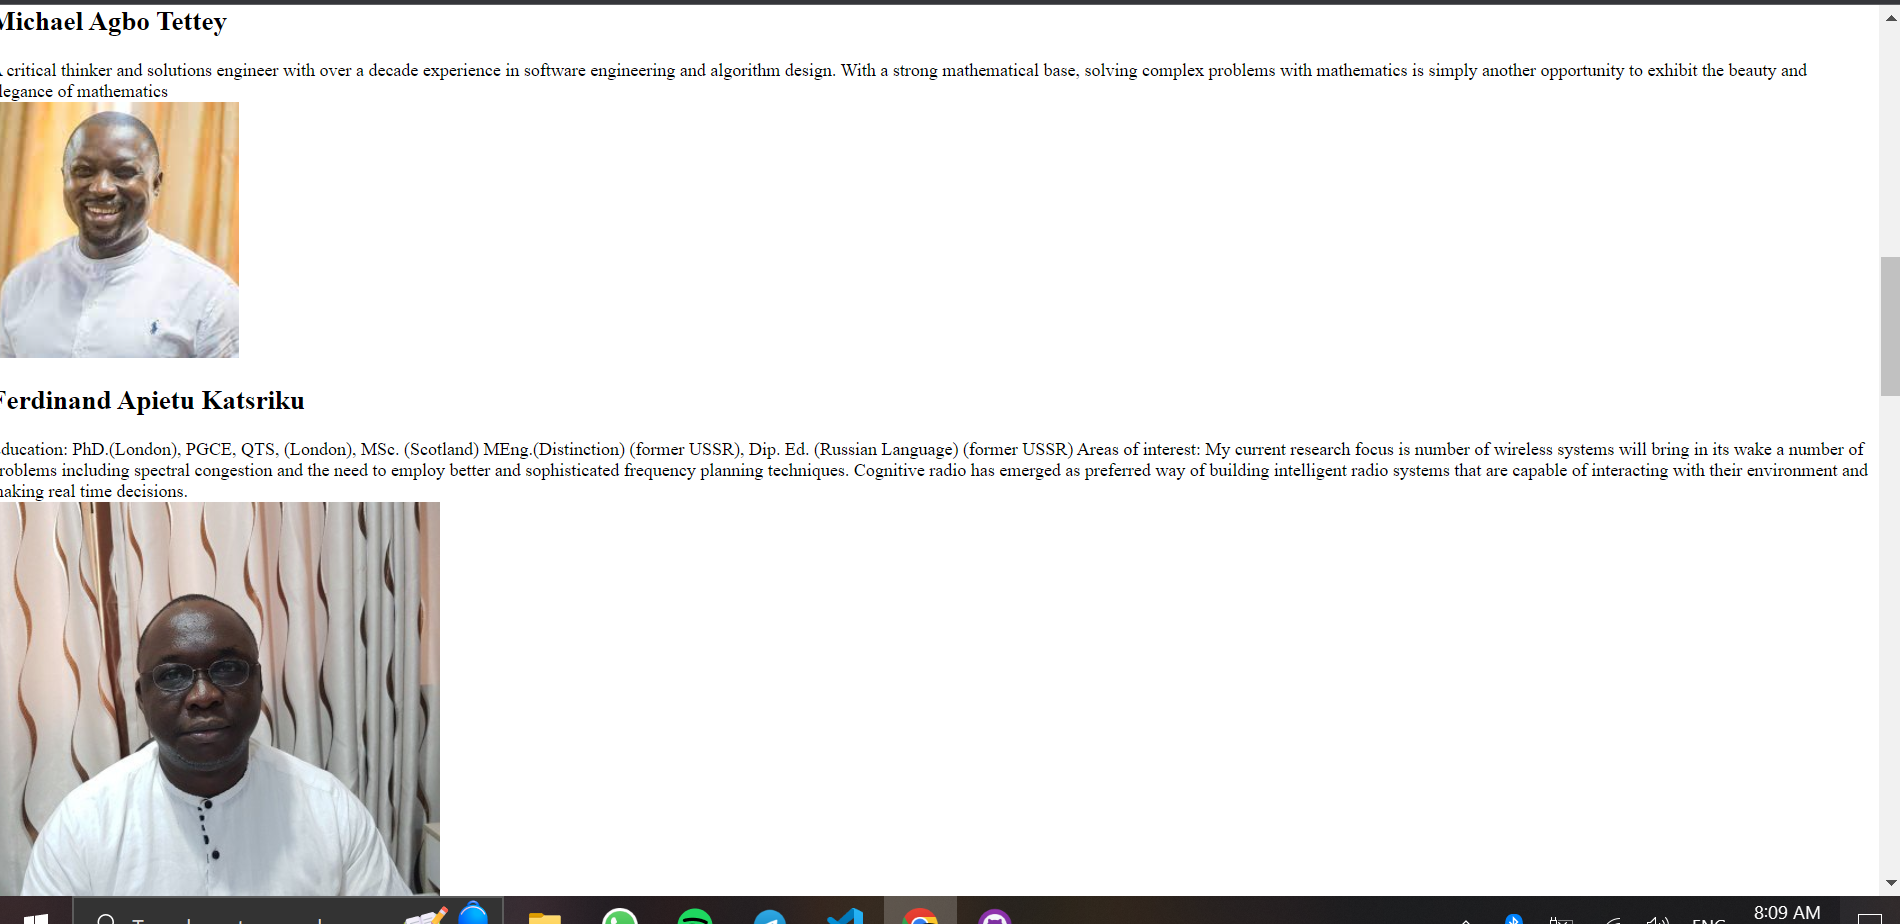 Michael Agbo Tettey
critical thinker and solutions engineer with over a decade experience in software engineering and algorithm design. With a strong mathematical base, solving complex problems with mathematics is simply another opportunity to exhibit the beauty and
legance of mathematics
Ferdinand Apietu Katsriku
ducation: PhD.(London), PGCE, QTS, (London), MSc. (Scotland) MEng.(Distinction) (former USSR), Dip. Ed. (Russian Language) (former USSR) Areas of interest: My current research focus is number of wireless systems will bring in its wake a number of
roblems including spectral congestion and the need to employ better and sophisticated frequency planning techniques. Cognitive radio has emerged as preferred way of building intelligent radio systems that are capable of interacting with their environment and
naking real time decisions.
ENG
8:09 AM